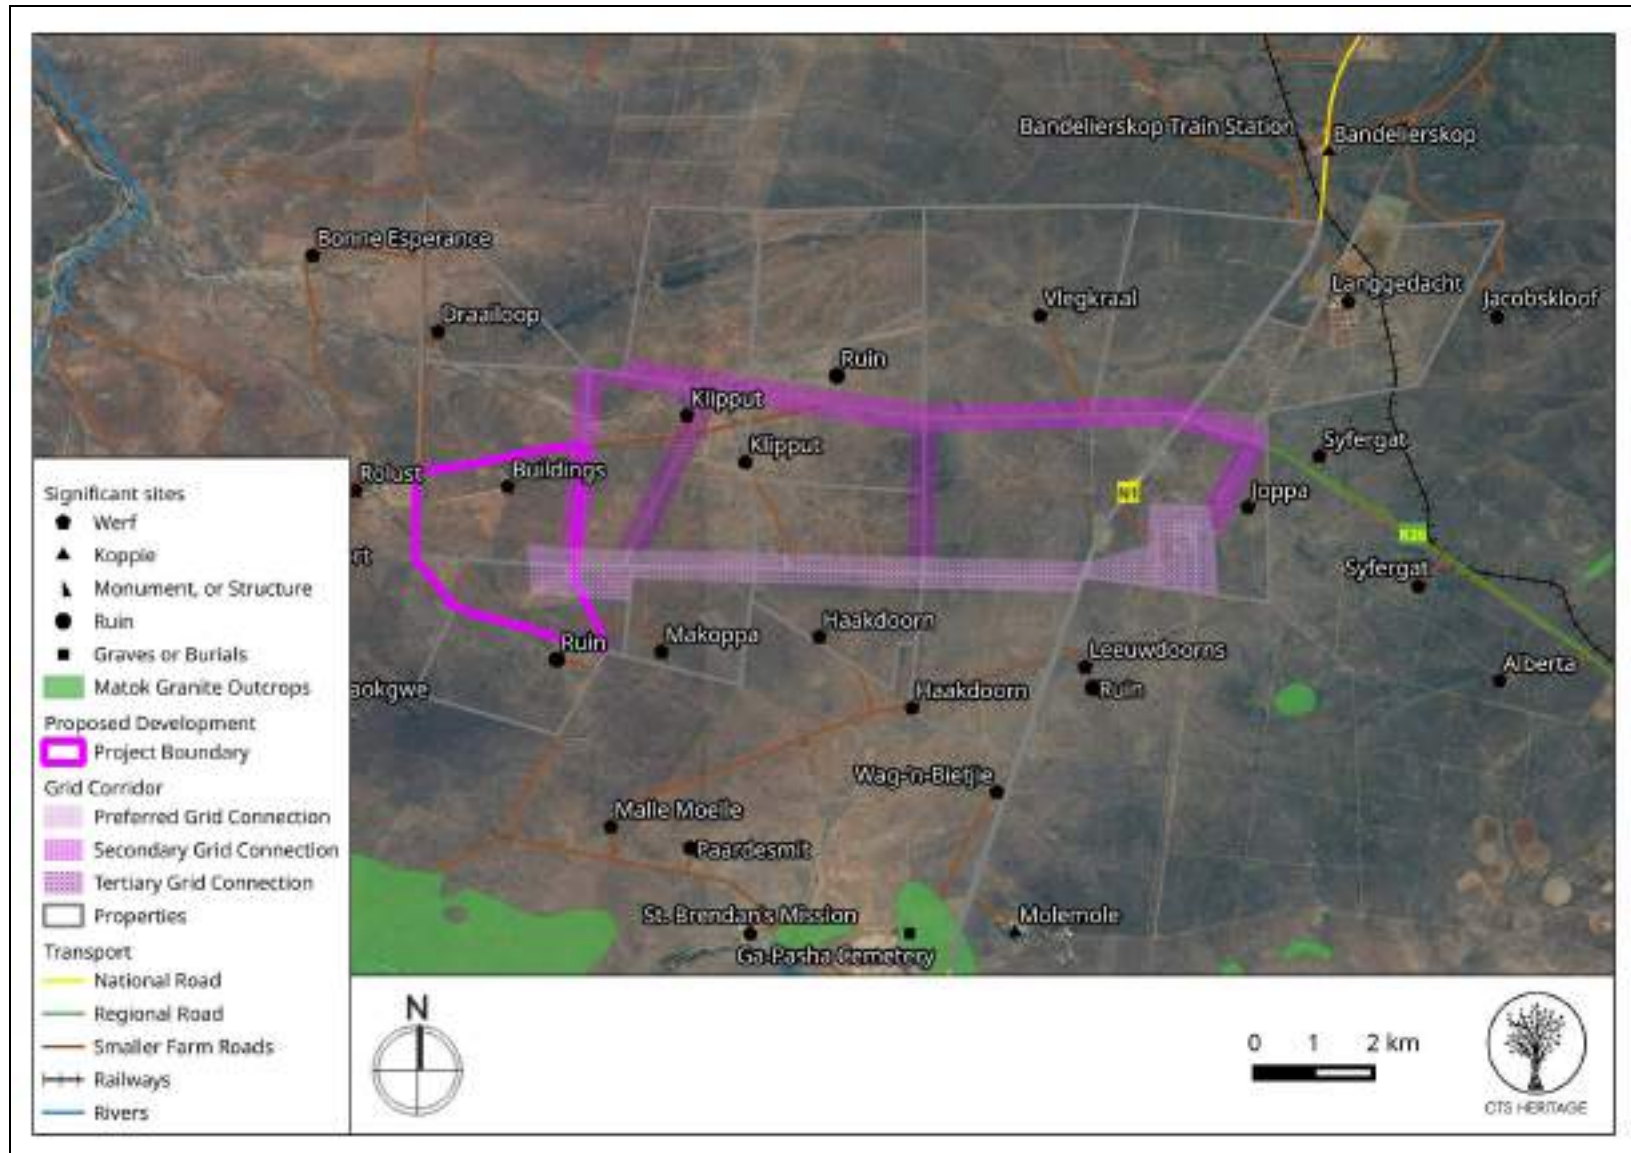 Bandelierskop Train Station
Bandelierskop
Bonne Esperance
Langgedacht
Jacobskloof
Vlegkraal
Draailoop
Ruin
Klipput
Klipput
Syfergat
Rolust
Buildings
N1
Joppa
Syfergat
Haakdoorn
Makoppa
Ruin
Leeuwdoorns
Alberta
Haakdoorn
Ruin
Wag-'n-Bietjie
Malle Moelle
Paardesmit
St. Brendan's Mission
Molemole
Ga-Pasha Cemetery
Significant sites
Werf
Koppie
Monument, or Structure
Ruin
Graves or Burials
Matok Granite Outcrops
Proposed Development
Project Boundary
Grid Corridor
Preferred Grid Connection
Secondary Grid Connection
Tertiary Grid Connection
Properties
Transport
National Road
Regional Road
Smaller Farm Roads
Railways
Rivers
N
0 1 2 km
CTS HERITAGE